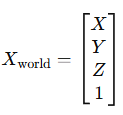 X_world = [X
Y
Z
1]